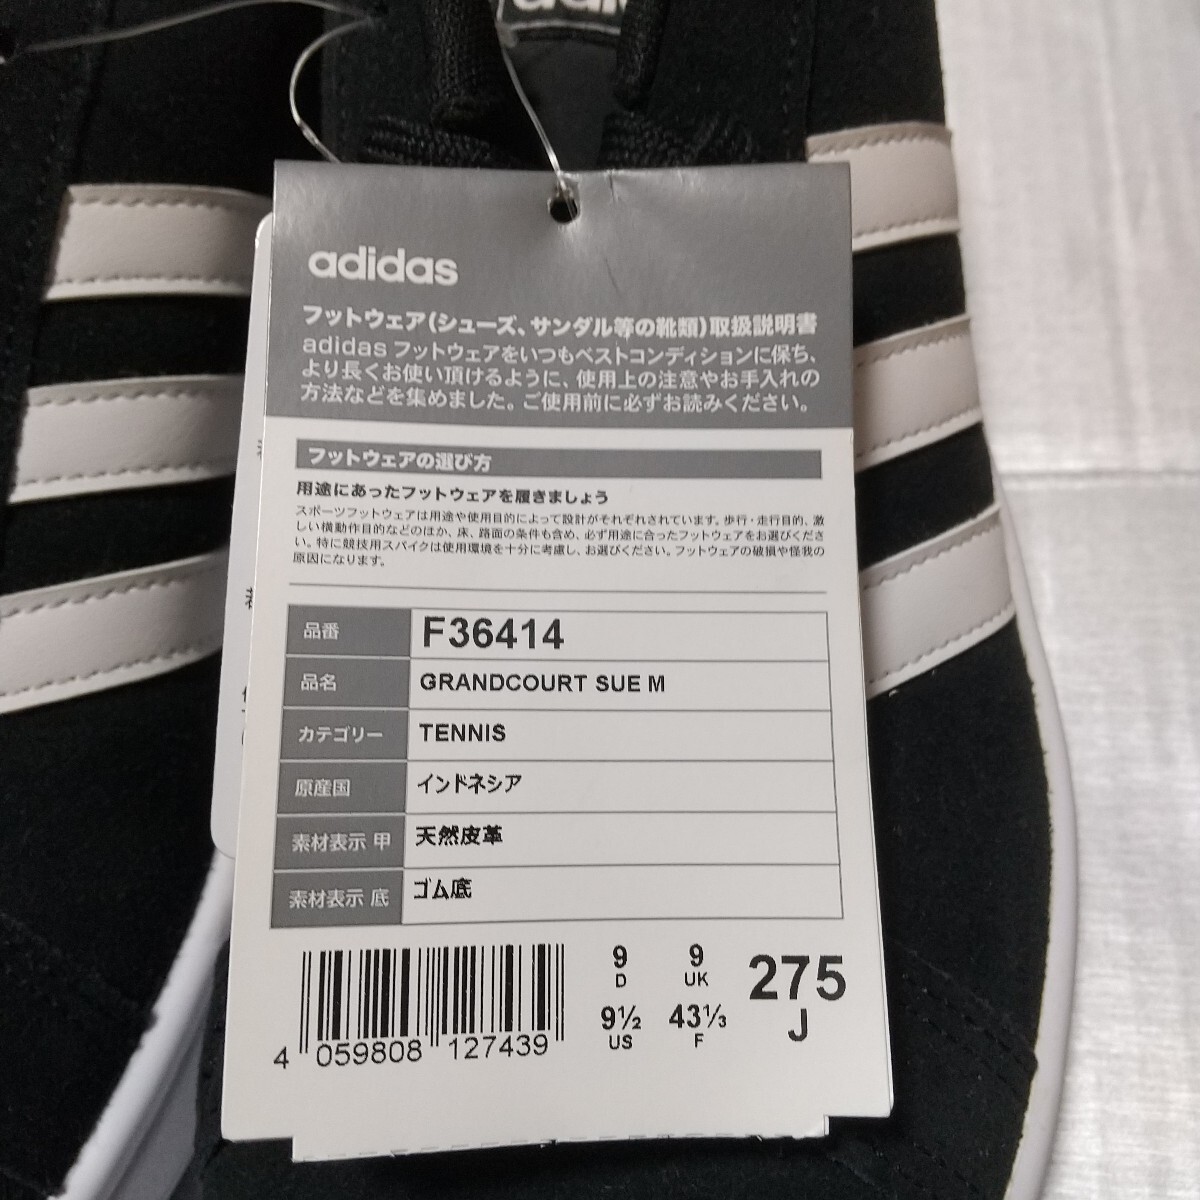 adidas
フットウェア(シューズ、サンダル等の靴類)取扱説明書
adidas フットウェアをいつもベストコンディションに保ち、
より長くお使い頂けるように、使用上の注意やお手入れの
方法などを集めました。ご使用前に必ずお読みください。
フットウェアの選び方
用途にあったフットウェアを履きましょう
スポーツフットウェアは用途や使用目的によって設計がそれぞれされています。歩行・走行目的、激
しい横動作目的などのほか、床、路面の条件も含め、必ず用途に合ったフットウェアをお選びくださ
い。特に競技用スパイクは使用環境を十分に考慮し、お選びください。フットウェアの破損や怪我の
原因になります。
品番 F36414
品名 GRANDCOURT SUE M
カテゴリー TENNIS
原産国 インドネシア
素材表示 甲 天然皮革
素材表示 底 ゴム底
4 059808 127439
9 D 9 UK
9½ US 43⅓ F
275 J